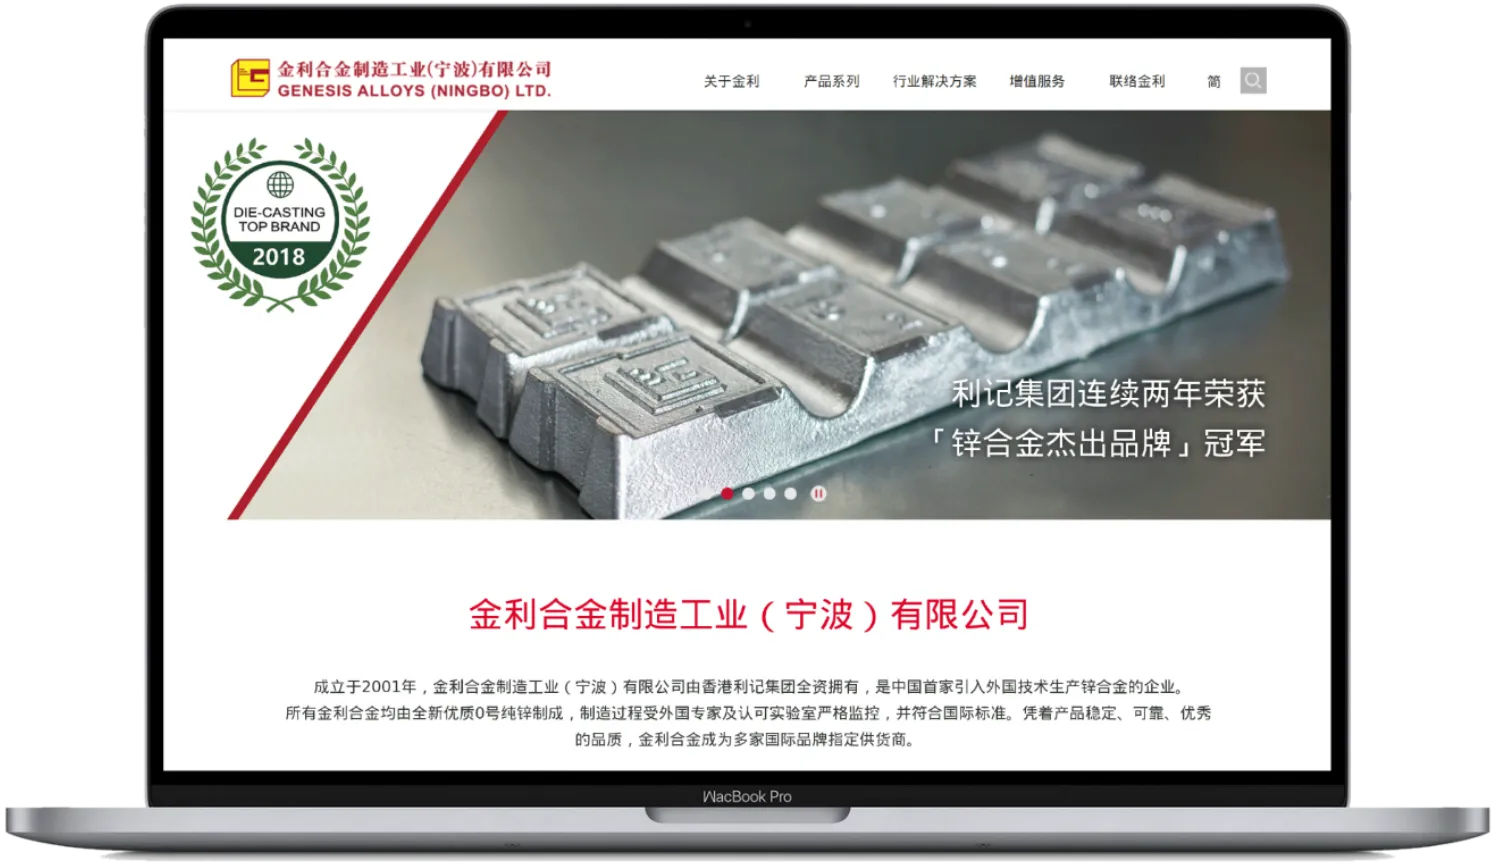 金利合金制造工业(宁波)有限公司
GENESIS ALLOYS (NINGBO) LTD.
关于金利 产品系列 行业解决方案 增值服务 联络金利 简
DIE-CASTING
TOP BRAND
2018
利记集团连续两年荣获
「锌合金杰出品牌」冠军
金利合金制造工业（宁波）有限公司
成立于2001年，金利合金制造工业（宁波）有限公司由香港利记集团全资拥有，是中国首家引入外国技术生产锌合金的企业。
所有金利合金均由全新优质0号纯锌制成，制造过程受外国专家及认可实验室严格监控，并符合国际标准。凭着产品稳定、可靠、优秀
的品质，金利合金成为多家国际品牌指定供货商。
MacBook Pro